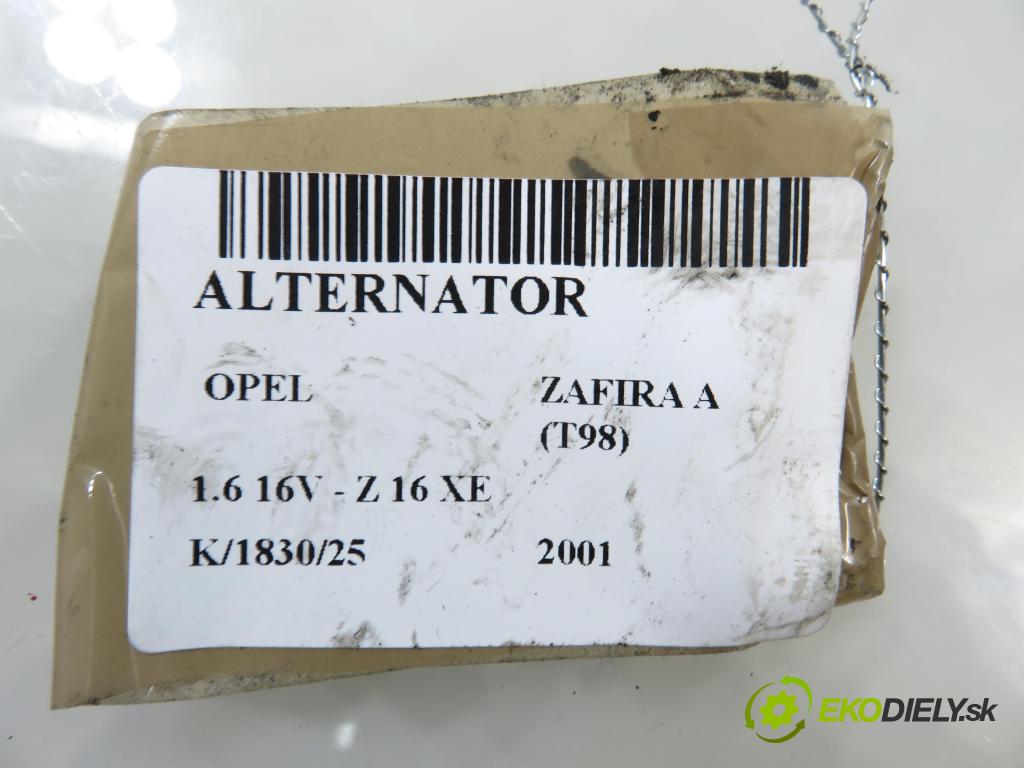 ALTERNATOR
OPEL ZAFIRA A
(T98)
1.6 16V - Z 16 XE
K/1830/25 2001
EKODIELY.sk